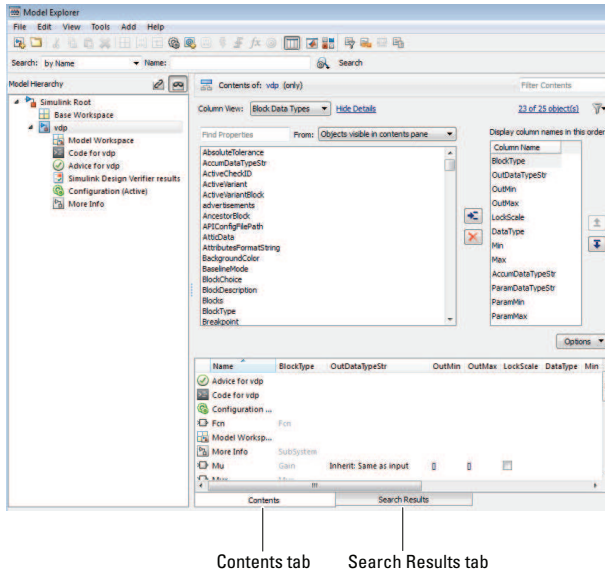 Model Explorer
File Edit View Tools Add Help
Search: by Name Name: Search
Model Hierarchy
Simulink Root
Base Workspace
vdp
Model Workspace
Code for vdp
Advice for vdp
Simulink Design Verifier results
Configuration (Active)
More Info
Contents of: vdp (only)
Filter Contents
Column View: Block Data Types Hide Details 23 of 25 object(s)
Find Properties From: Objects visible in contents pane
Display column names in this order
AbsoluteTolerance
AccumDataTypeStr
ActiveCheckID
ActiveVariant
ActiveVariantBlock
advertisements
AncestorBlock
APIConfigFilePath
AtticData
AttributesFormatString
BackgroundColor
BaselineMode
BlockChoice
BlockDescription
Blocks
BlockType
Breakpoint
Column Name
BlockType
OutDataTypeStr
OutMin
OutMax
LockScale
DataType
Min
Max
AccumDataTypeStr
ParamDataTypeStr
ParamMin
ParamMax
Options
Name BlockType OutDataTypeStr OutMin OutMax LockScale DataType Min
Advice for vdp
Code for vdp
Configuration ...
Fcn Fcn
Model Worksp...
More Info SubSystem
Mu Gain Inherit: Same as input [] []
Contents Search Results
Contents tab Search Results tab